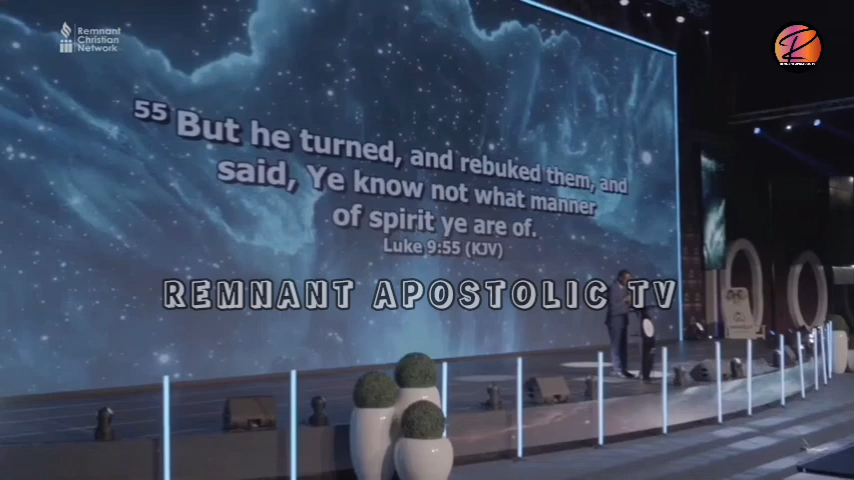 Remnant
Christian
Network
55 But he turned, and rebuked them, and
said, Ye know not what manner
of spirit ye are of.
Luke 9:55 (KJV)
REMNANT APOSTOLIC TV